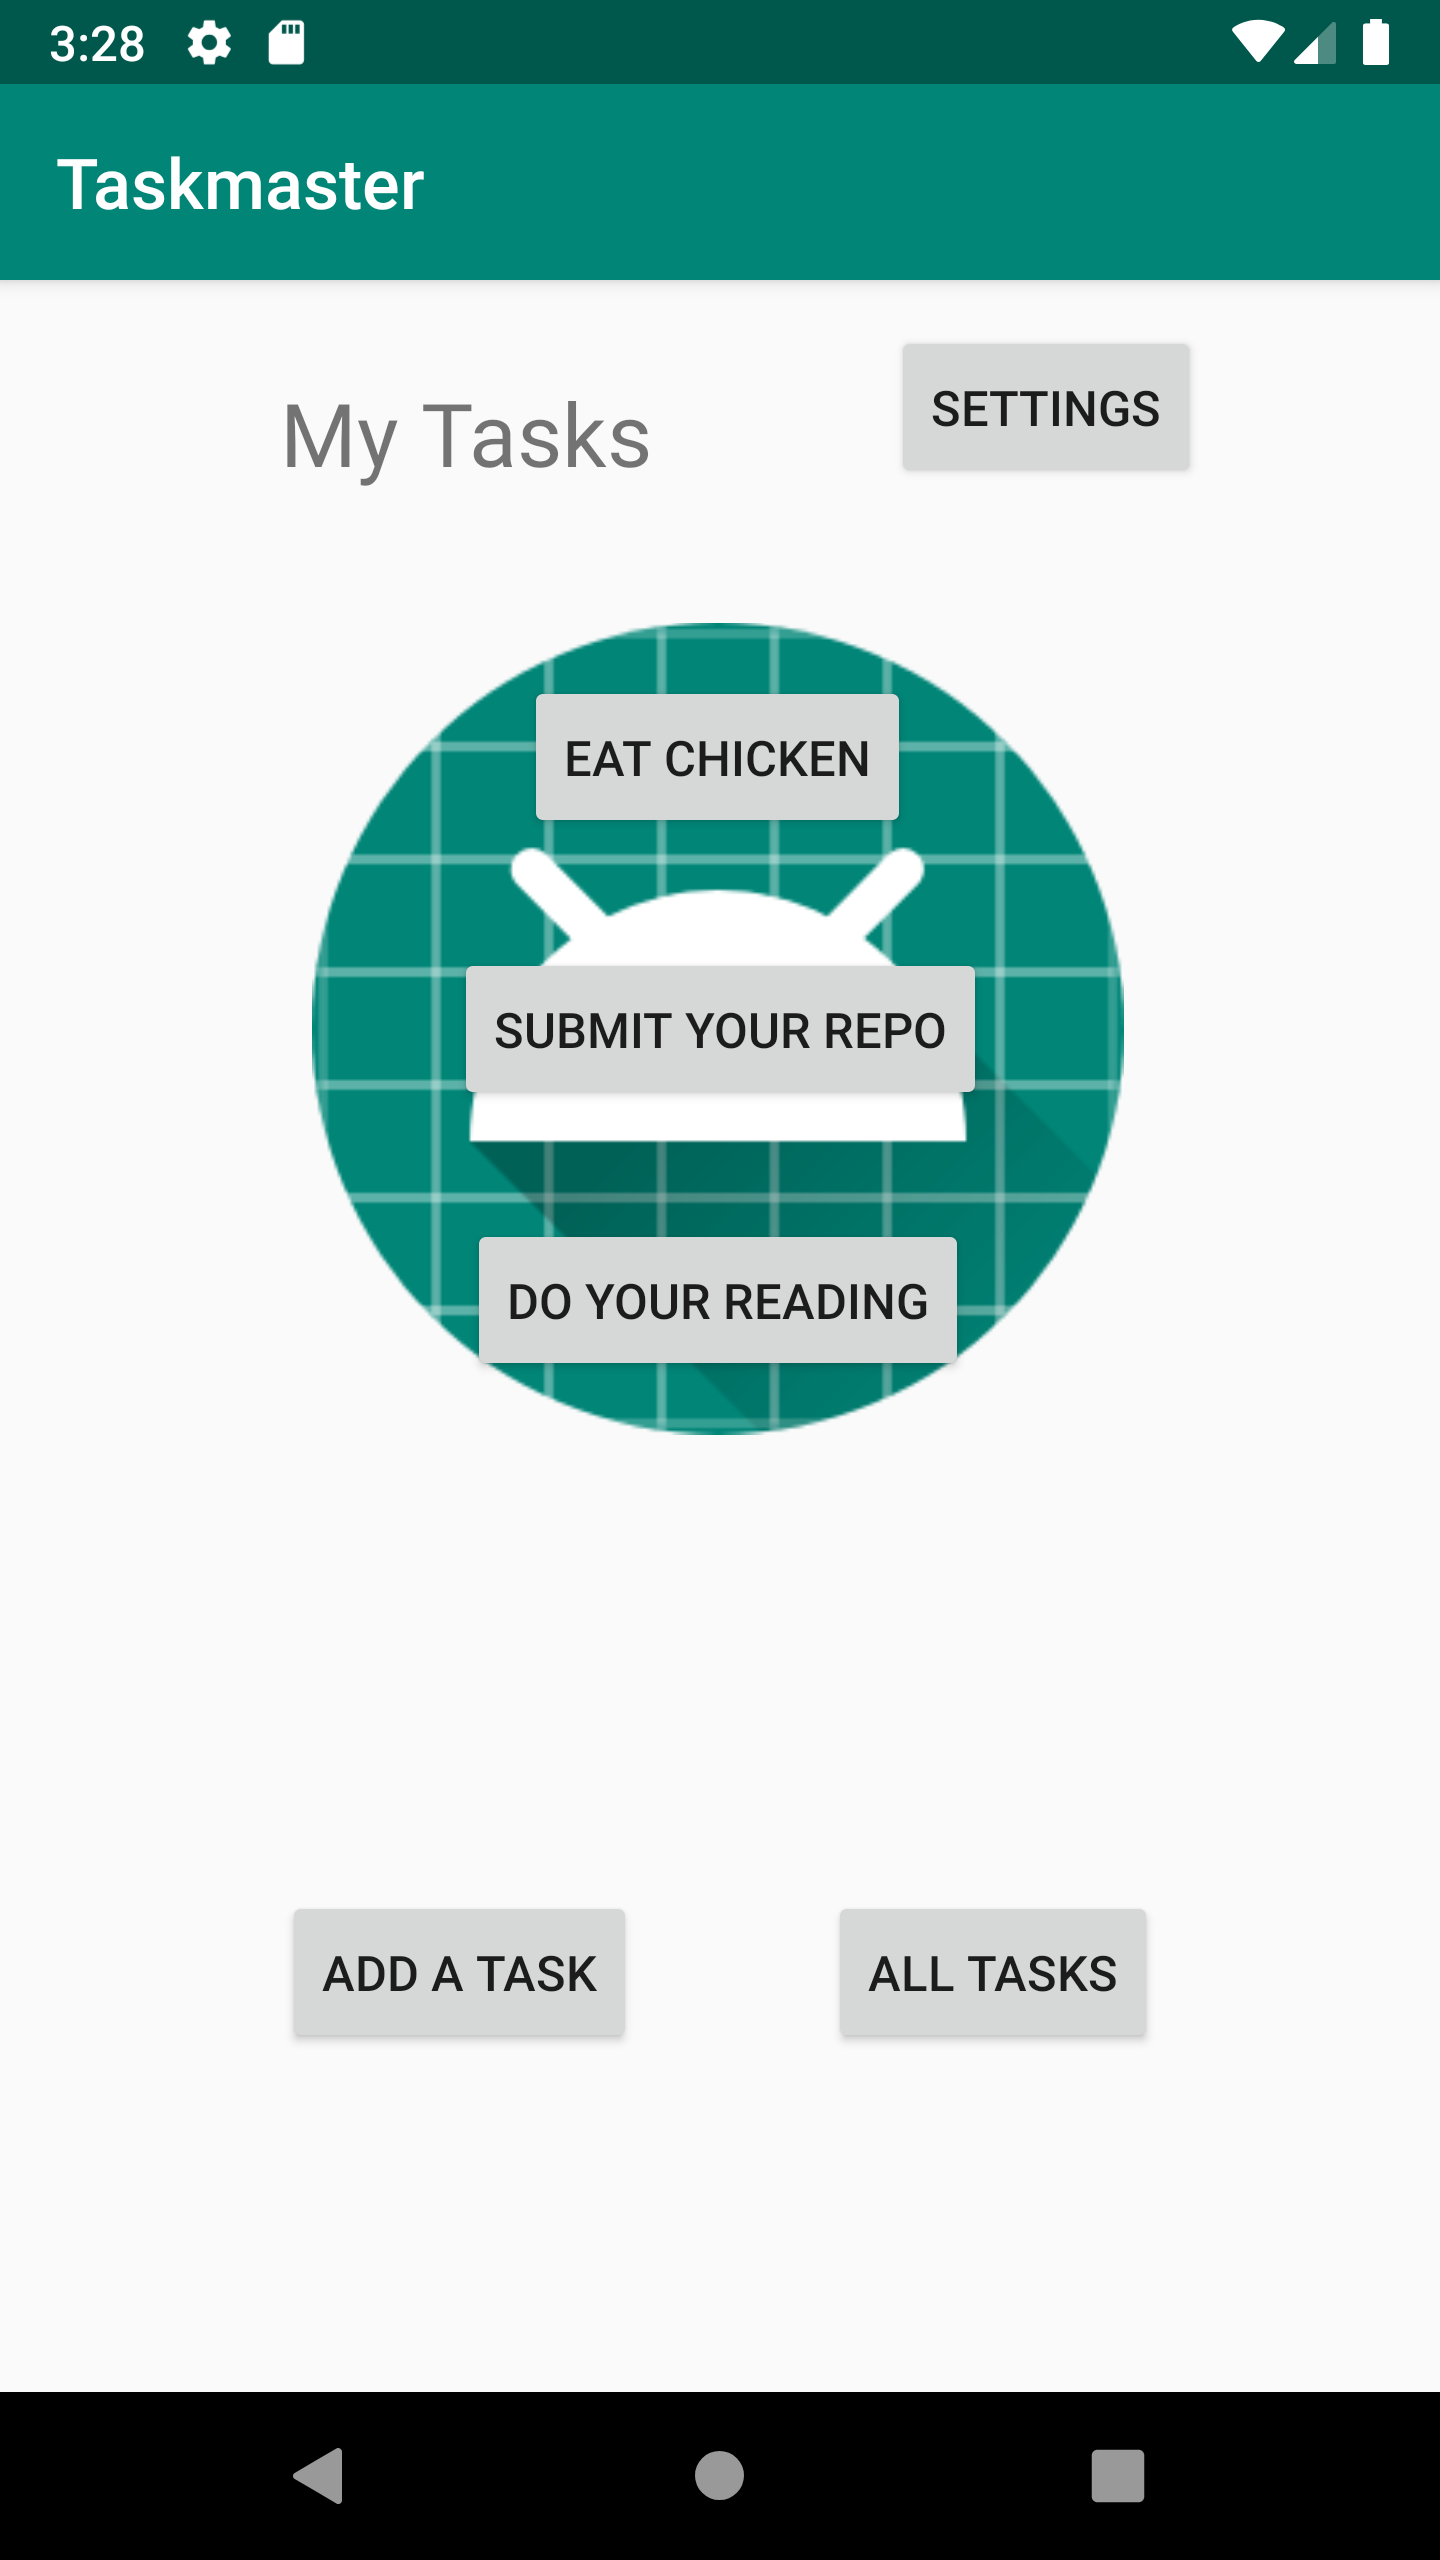 3:28
Taskmaster
My Tasks
SETTINGS
EAT CHICKEN
SUBMIT YOUR REPO
DO YOUR READING
ADD A TASK
ALL TASKS